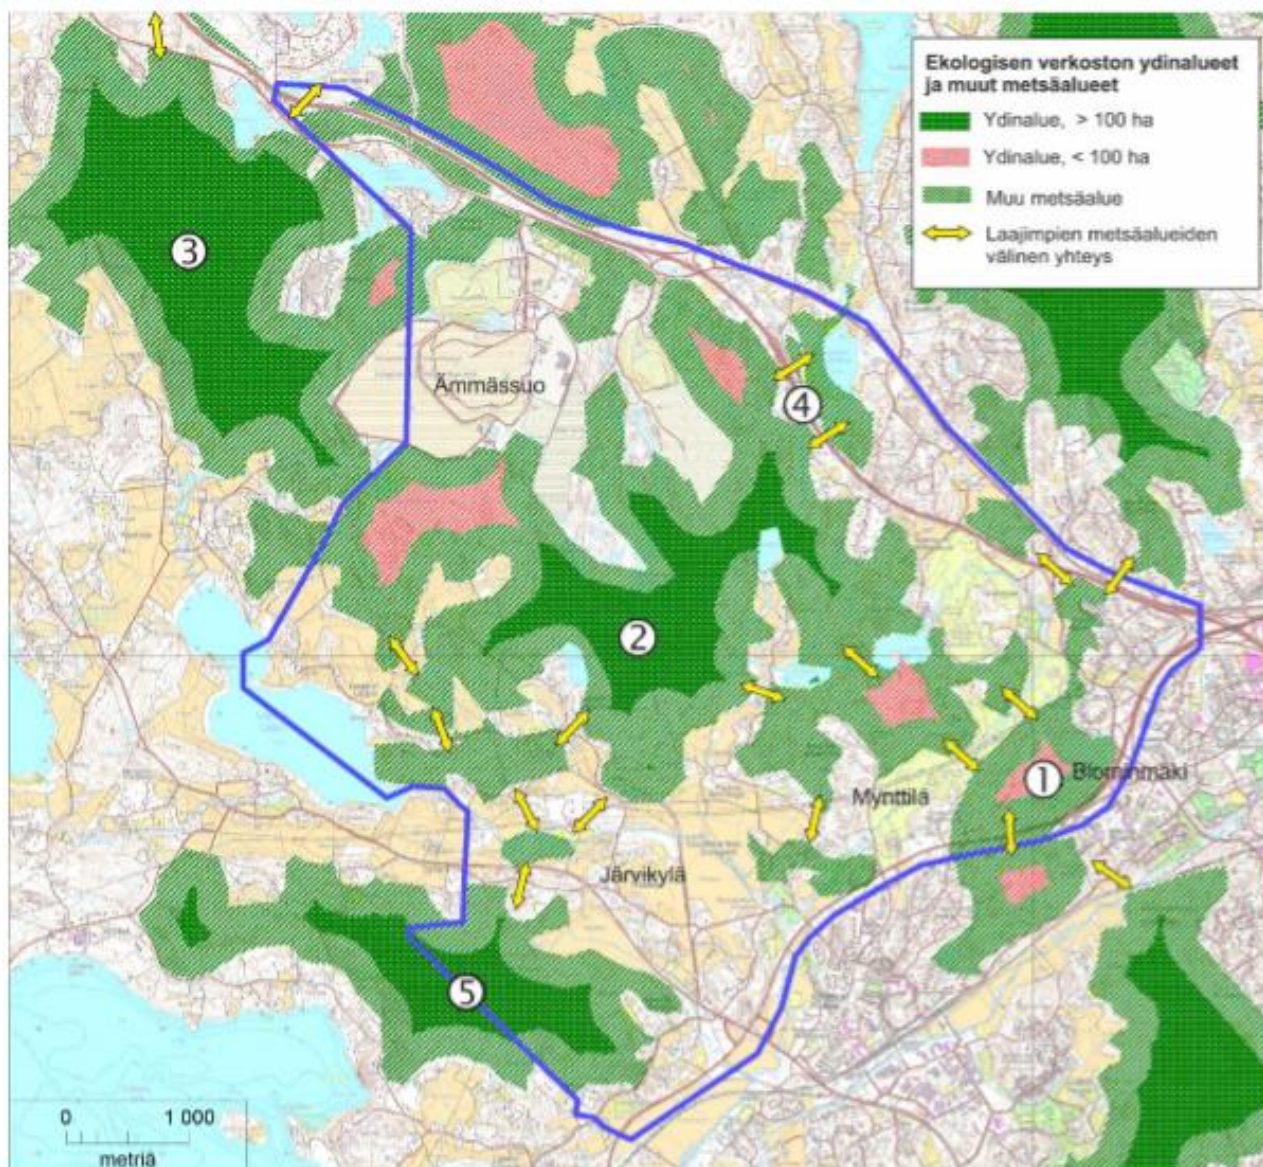 Ekologisen verkoston ydinalueet
ja muut metsäalueet
Ydinalue, > 100 ha
Ydinalue, < 100 ha
Muu metsäalue
Laajimpien metsäalueiden
välinen yhteys
3
Ämmässuo
4
2
1
Blominmäki
Mynttilä
Järvikylä
5
0 1 000
metriä